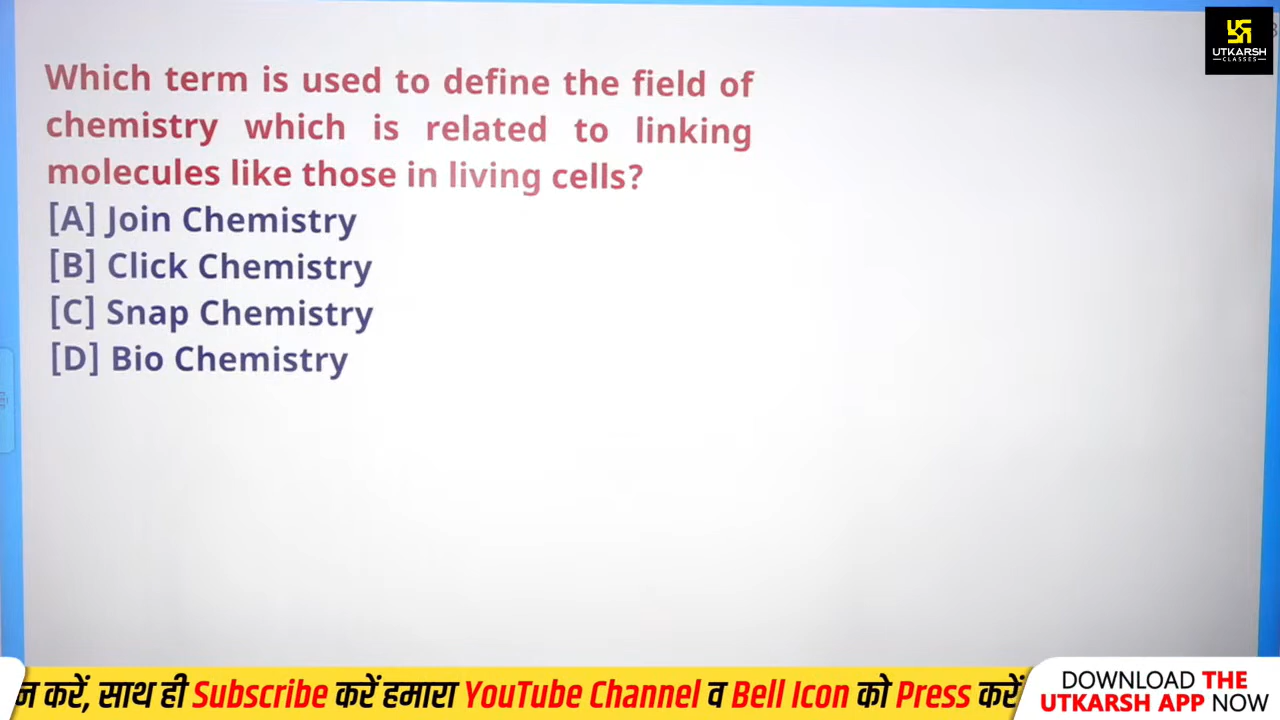 UTKARSH
CLASSES
Which term is used to define the field of
chemistry which is related to linking
molecules like those in living cells?
[A] Join Chemistry
[B] Click Chemistry
[C] Snap Chemistry
[D] Bio Chemistry
न करें, साथ ही Subscribe करें हमारा YouTube Channel व Bell Icon को Press करें
DOWNLOAD THE
UTKARSH APP NOW